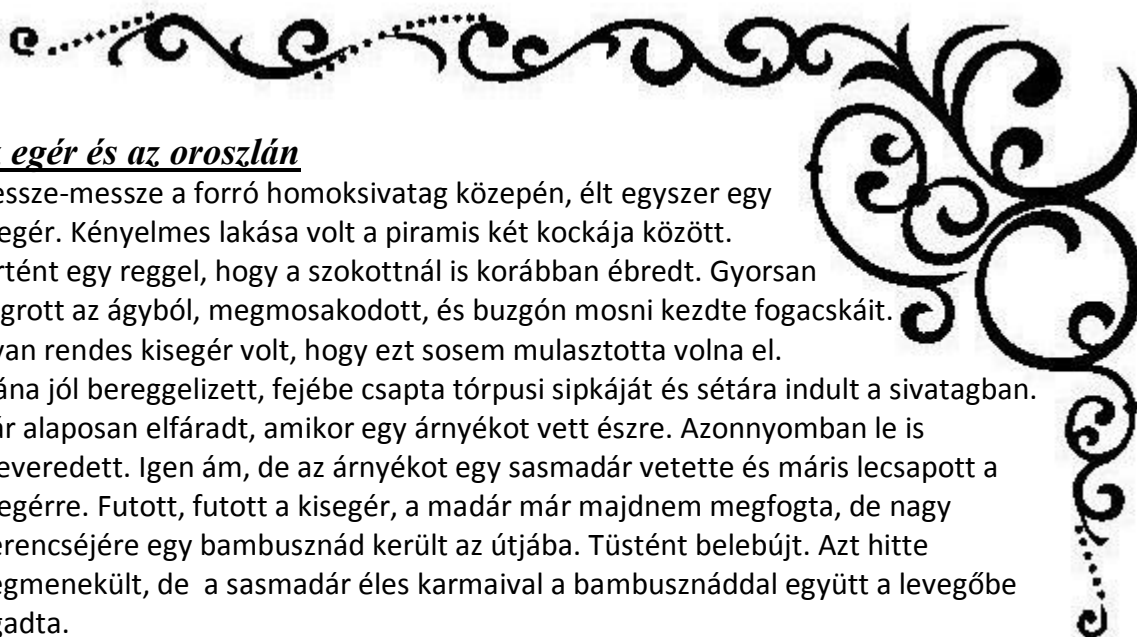 egér és az oroszlán
essze-messze a forró homoksivatag közepén, élt egyszer egy
egér. Kényelmes lakása volt a piramis két kockája között.
rtént egy reggel, hogy a szokottnál is korábban ébredt. Gyorsan
grott az ágyból, megmosakodott, és buzgón mosni kezdte fogacskáit.
yan rendes kisegér volt, hogy ezt sosem mulasztotta volna el.
ána jól bereggelizett, fejébe csapta tórpusi sipkáját és sétára indult a sivatagban.
ár alaposan elfáradt, amikor egy árnyékot vett észre. Azonnyomban le is
everedett. Igen ám, de az árnyékot egy sasmadár vetette és máris lecsapott a
egérre. Futott, futott a kisegér, a madár már majdnem megfogta, de nagy
erencséjére egy bambusznád került az útjába. Tüstént belebújt. Azt hitte
egmenekült, de a sasmadár éles karmaival a bambusznáddal együtt a levegőbe
gadta.